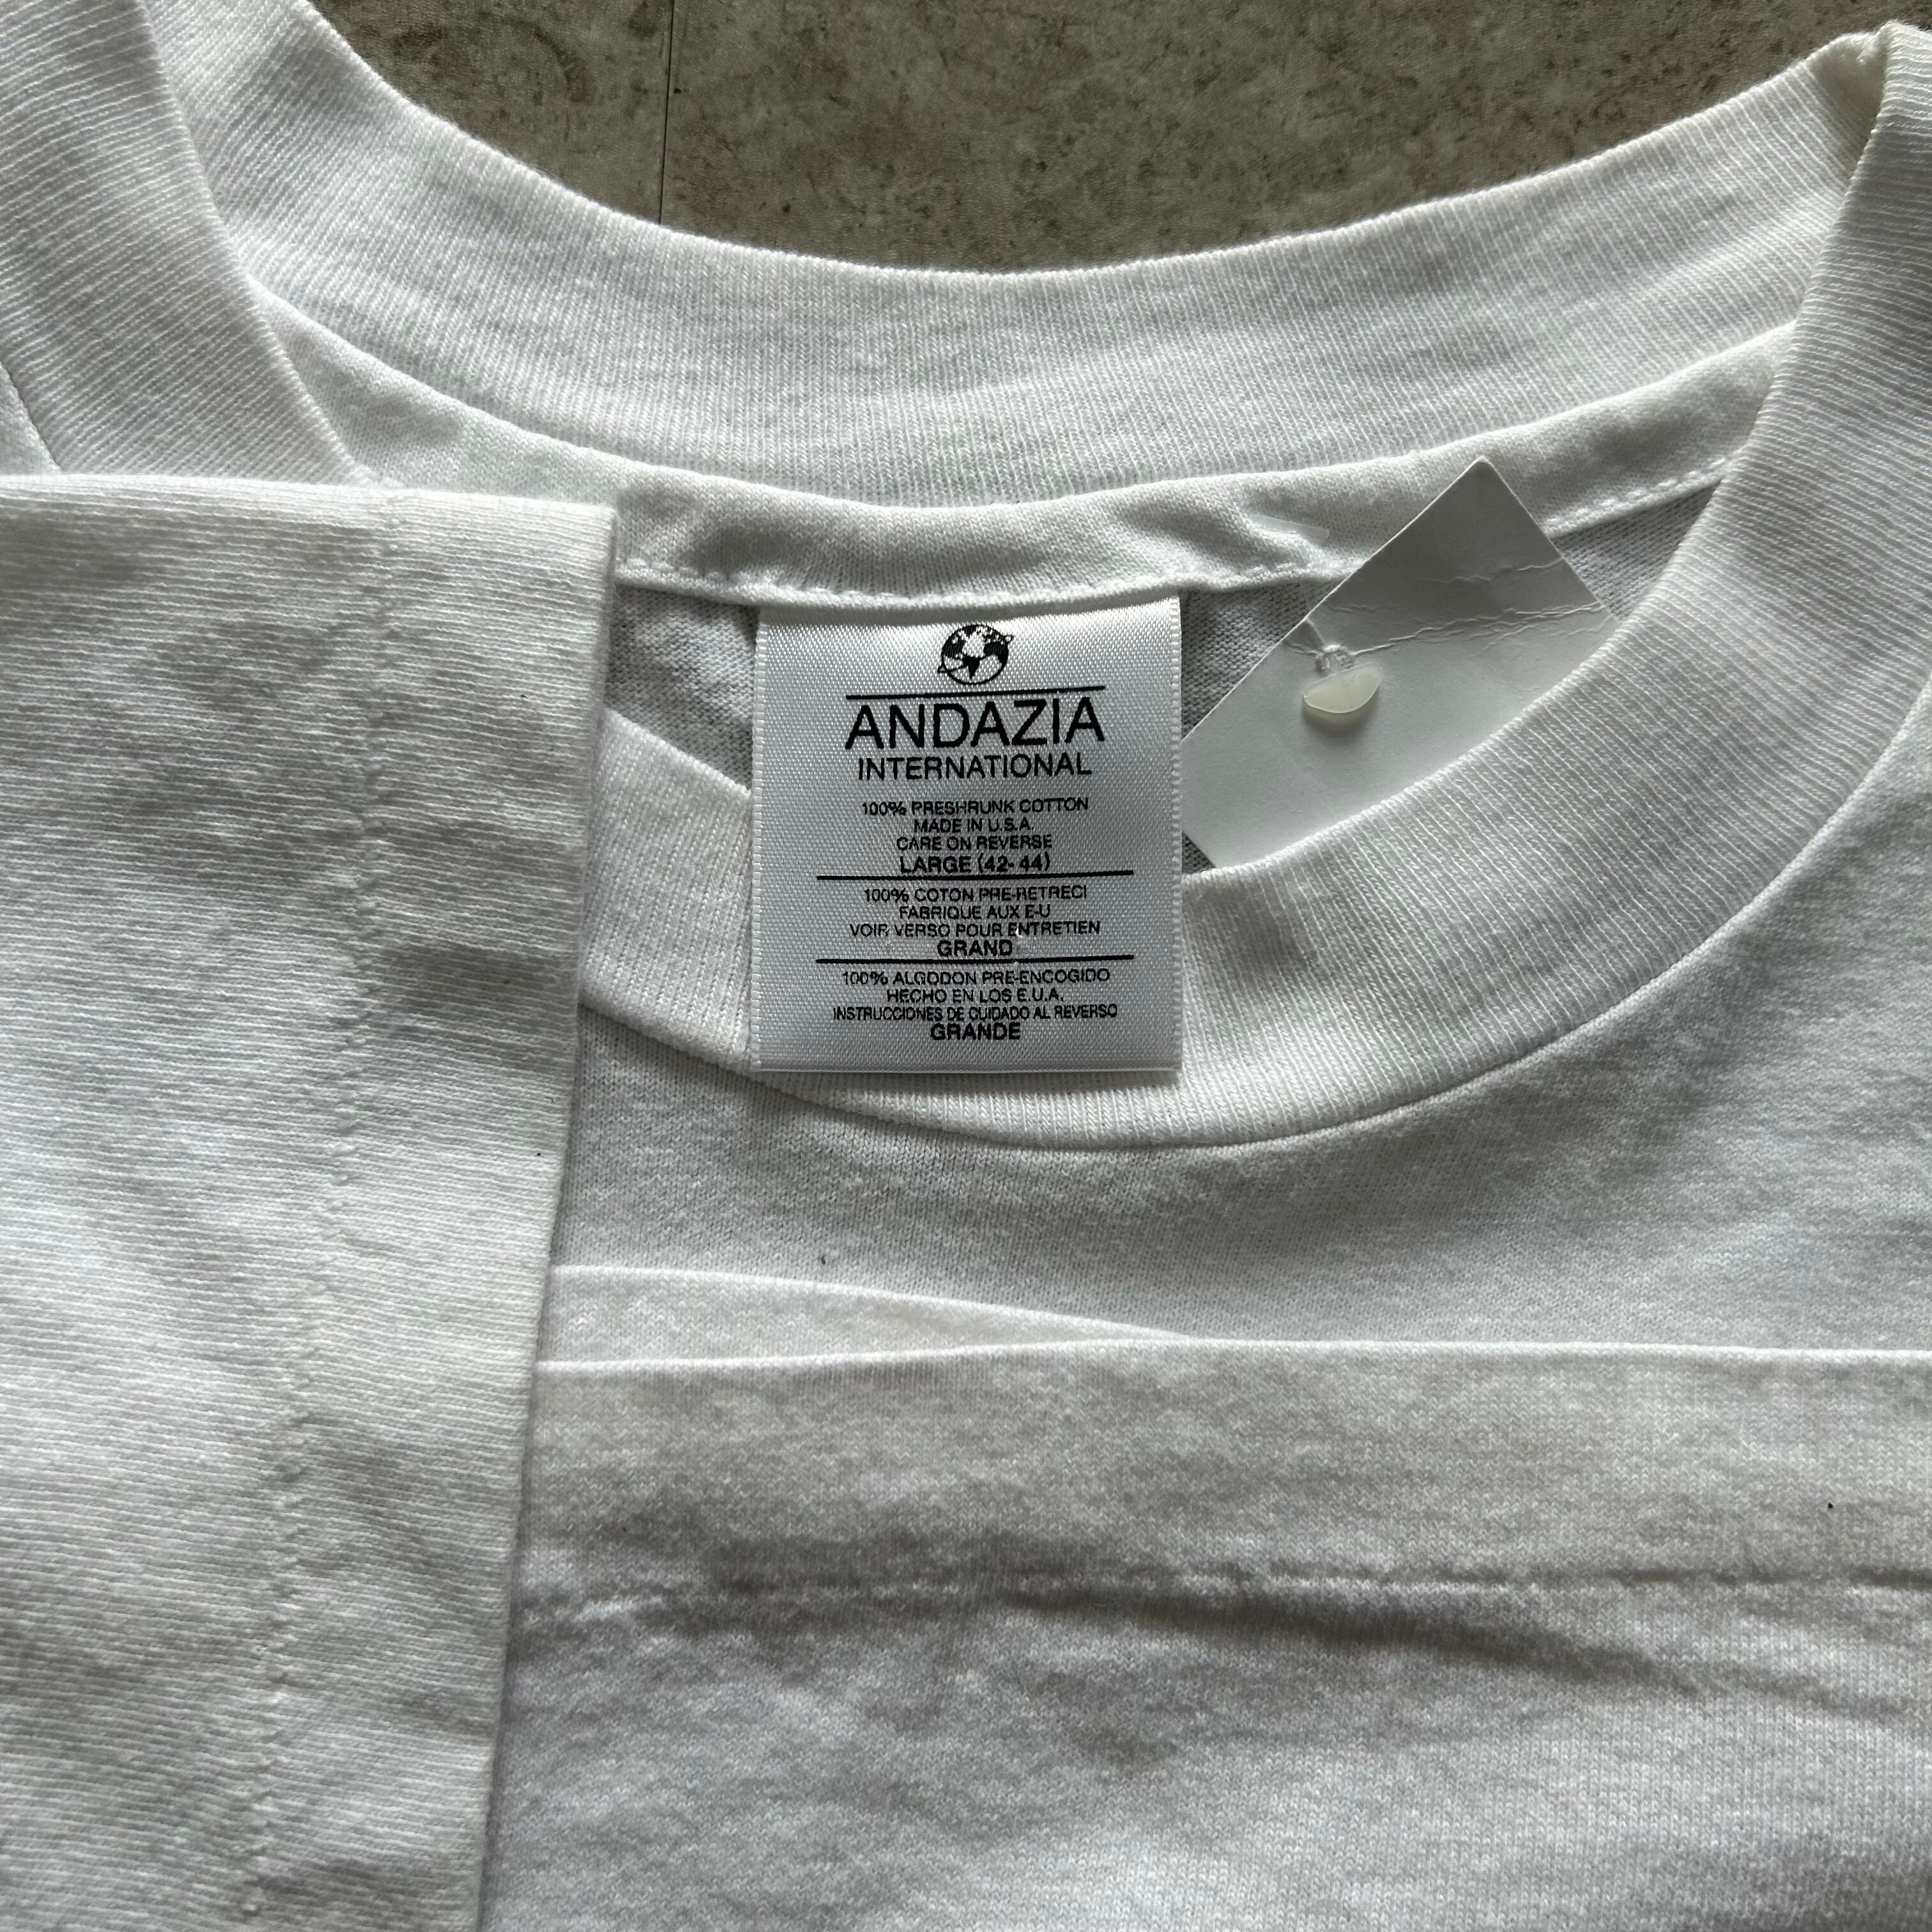 ANDAZIA
INTERNATIONAL
100% PRESHRUNK COTTON
MADE IN U.S.A.
CARE ON REVERSE
LARGE (42-44)
100% COTON PRE-RETRECI
FABRIQUE AUX E-U
VOIR VERSO POUR ENTRETIEN
GRAND
100% ALGODON PRE-ENCOGIDO
HECHO EN LOS E.U.A.
INSTRUCCIONES DE CUIDADO AL REVERSO
GRANDE